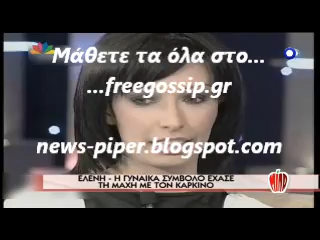 Μάθετε τα όλα στο...
...freegossip.gr
news-piper.blogspot.com
ΕΛΕΝΗ - Η ΓΥΝΑΙΚΑ ΣΥΜΒΟΛΟ ΕΧΑΣΕ
ΤΗ ΜΑΧΗ ΜΕ ΤΟΝ ΚΑΡΚΙΝΟ